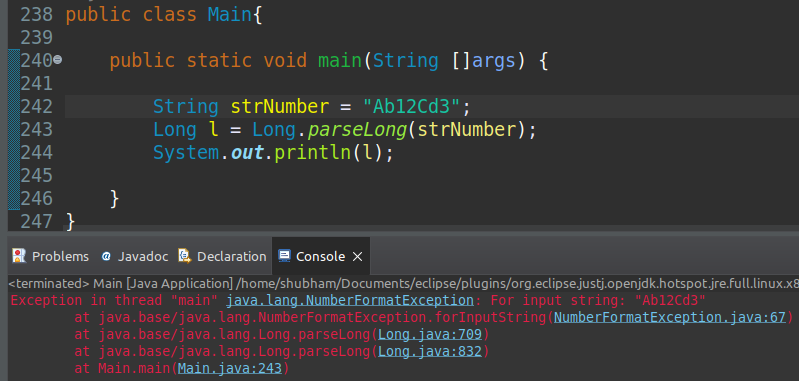 238 public class Main{
239
240 public static void main(String []args) {
241
242 String strNumber = "Ab12Cd3";
243 Long l = Long.parseLong(strNumber);
244 System.out.println(l);
245
246 }
247 }
Problems @ Javadoc Declaration Console
<terminated> Main [Java Application] /home/shubham/Documents/eclipse/plugins/org.eclipse.justj.openjdk.hotspot.jre.full.linux.x8
Exception in thread "main" java.lang.NumberFormatException: For input string: "Ab12Cd3"
at java.base/java.lang.NumberFormatException.forInputString(NumberFormatException.java:67)
at java.base/java.lang.Long.parseLong(Long.java:709)
at java.base/java.lang.Long.parseLong(Long.java:832)
at Main.main(Main.java:243)